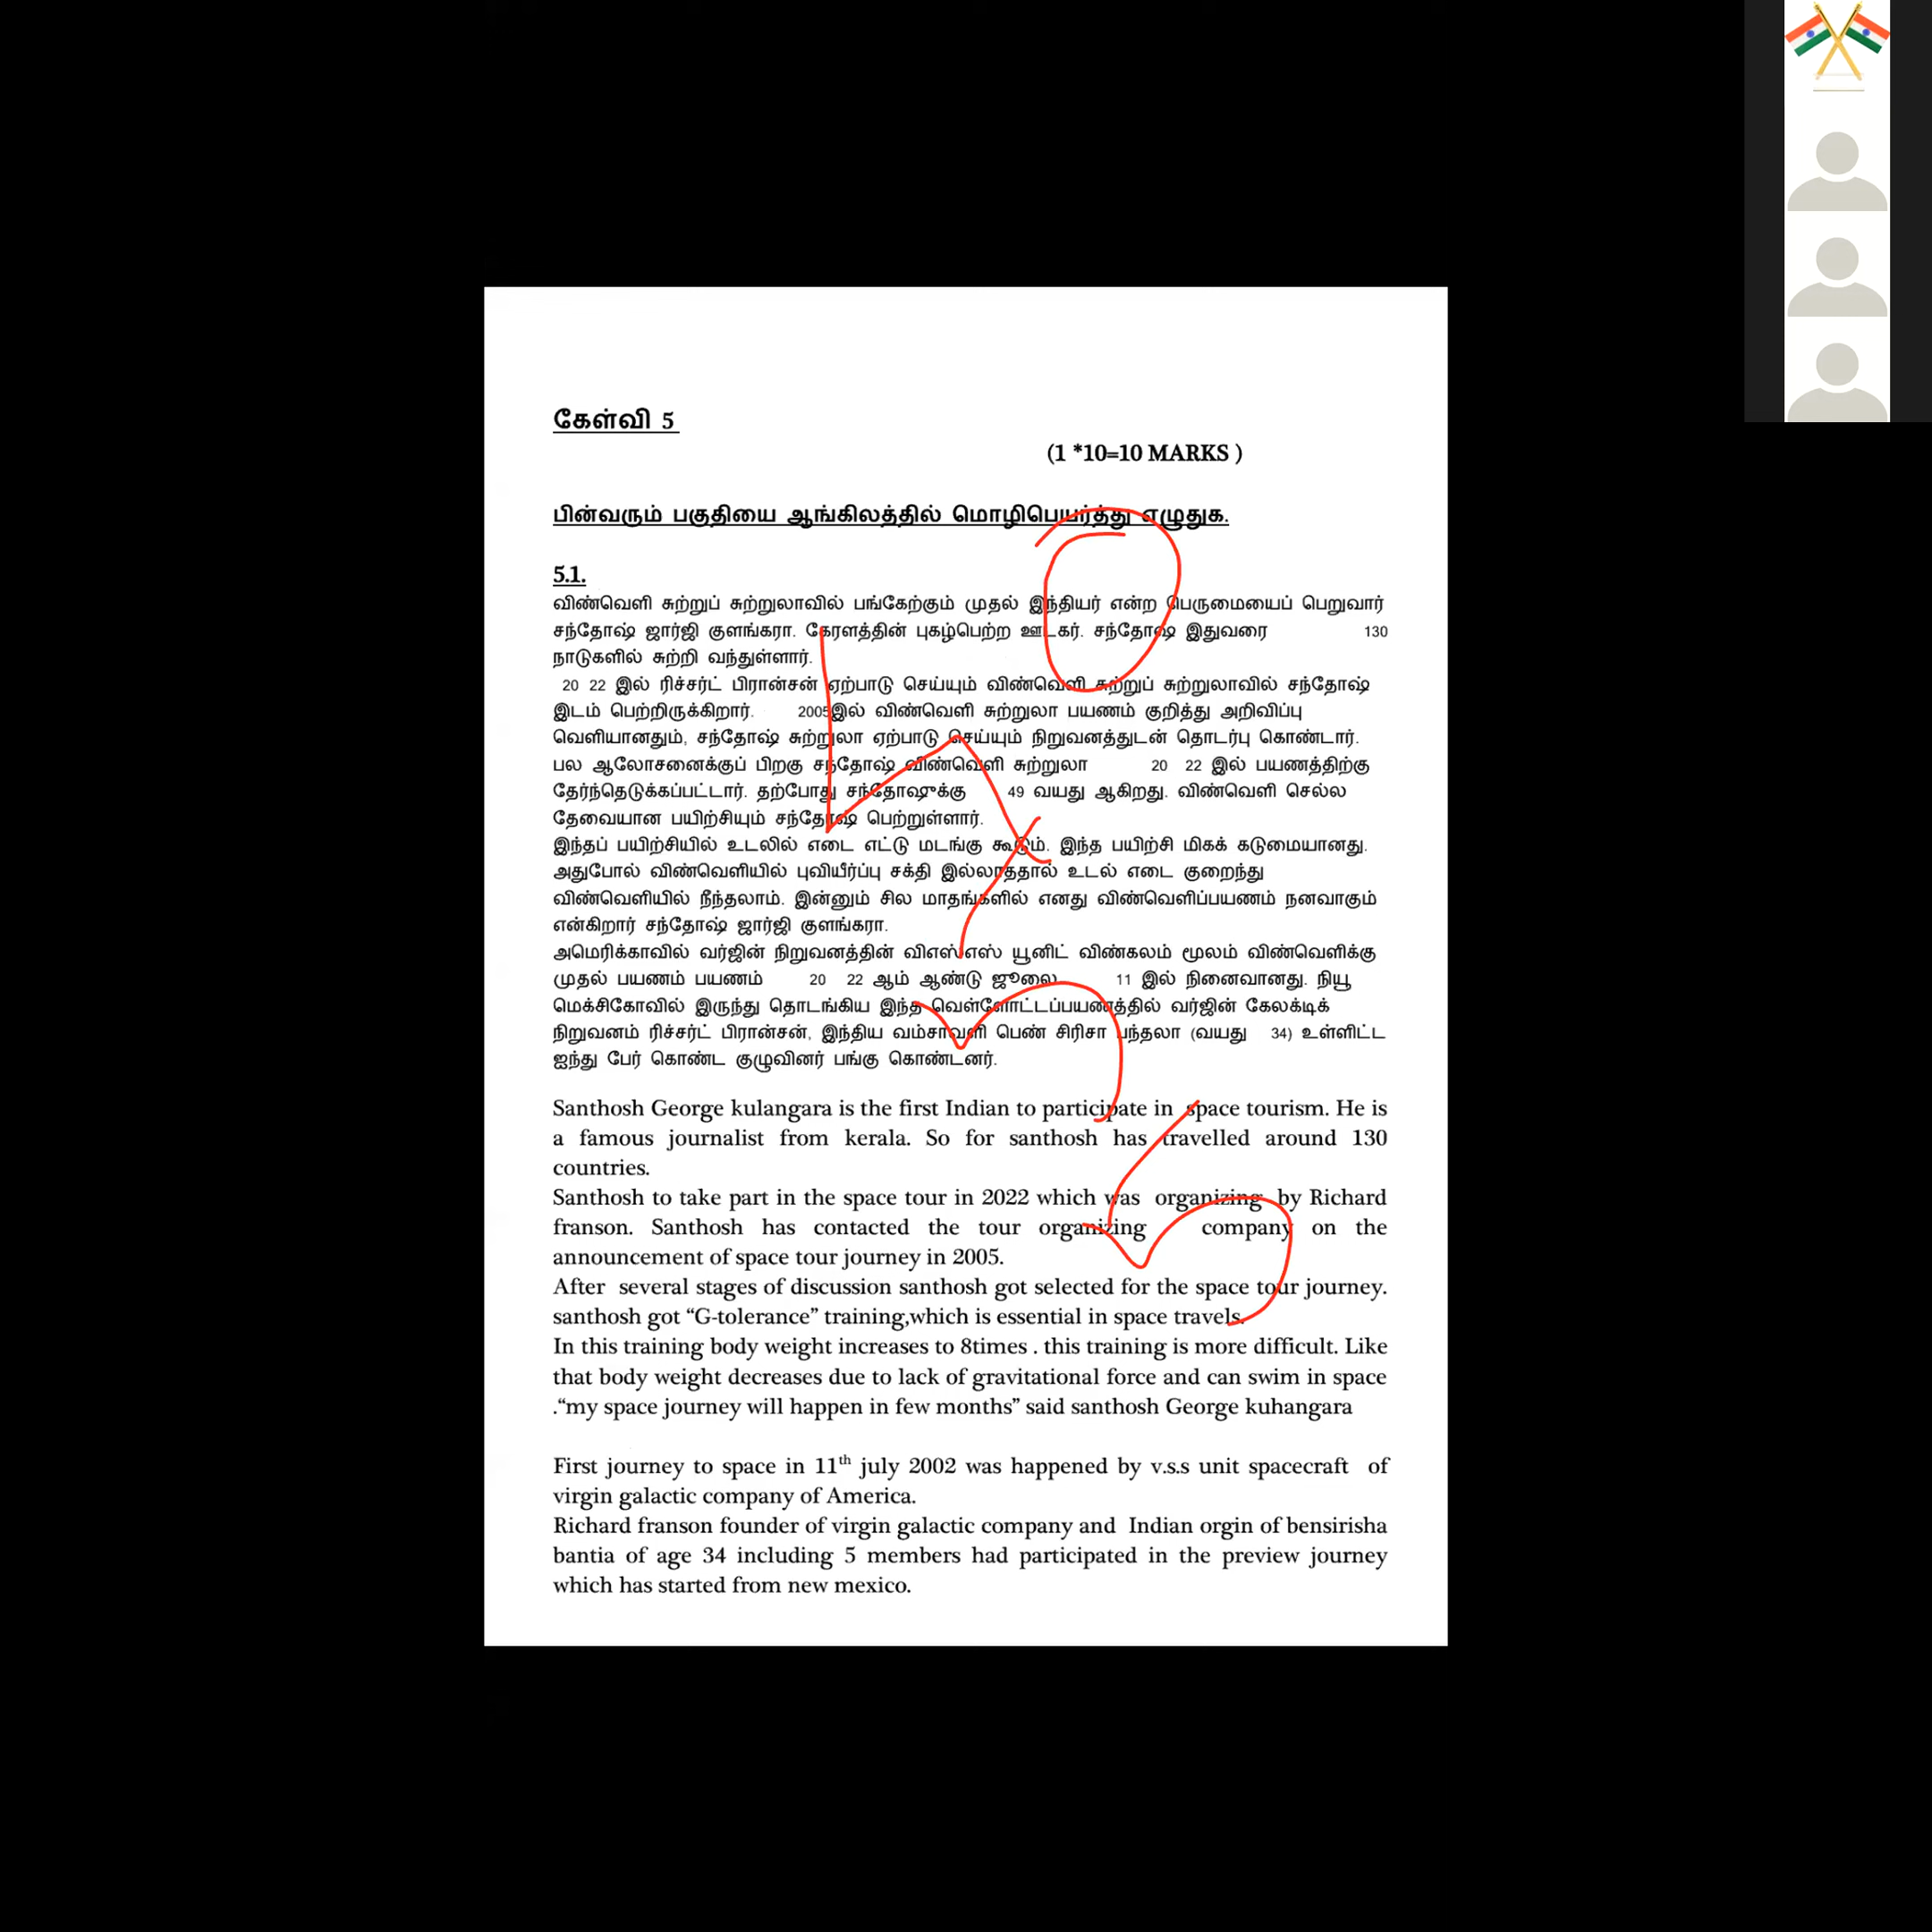 கேள்வி 5
(1 *10=10 MARKS )
பின்வரும் பகுதியை ஆங்கிலத்தில் மொழிபெயர்த்து எழுதுக.
5.1.
விண்வெளி சுற்றுப் சுற்றுலாவில் பங்கேற்கும் முதல் இந்தியர் என்ற பெருமையைப் பெறுவார்
சந்தோஷ் ஜார்ஜி குளங்கரா. கேரளத்தின் புகழ்பெற்ற ஊடகர். சந்தோஷ் இதுவரை 130
நாடுகளில் சுற்றி வந்துள்ளார்.
20 22 இல் ரிச்சர்ட் பிரான்சன் ஏற்பாடு செய்யும் விண்வெளி சுற்றுப் சுற்றுலாவில் சந்தோஷ்
இடம் பெற்றிருக்கிறார். 2005இல் விண்வெளி சுற்றுலா பயணம் குறித்து அறிவிப்பு
வெளியானதும், சந்தோஷ் சுற்றுலா ஏற்பாடு செய்யும் நிறுவனத்துடன் தொடர்பு கொண்டார்.
பல ஆலோசனைக்குப் பிறகு சந்தோஷ் விண்வெளி சுற்றுலா 20 22 இல் பயணத்திற்கு
தேர்ந்தெடுக்கப்பட்டார். தற்போது சந்தோஷுக்கு 49 வயது ஆகிறது. விண்வெளி செல்ல
தேவையான பயிற்சியும் சந்தோஷ் பெற்றுள்ளார்.
இந்தப் பயிற்சியில் உடலில் எடை எட்டு மடங்கு கூடும். இந்த பயிற்சி மிகக் கடுமையானது.
அதுபோல் விண்வெளியில் புவியீர்ப்பு சக்தி இல்லாததால் உடல் எடை குறைந்து
விண்வெளியில் நீந்தலாம். இன்னும் சில மாதங்களில் எனது விண்வெளிப்பயணம் நனவாகும்
என்கிறார் சந்தோஷ் ஜார்ஜி குளங்கரா.
அமெரிக்காவில் வர்ஜின் நிறுவனத்தின் விஎஸ்எஸ் யூனிட் விண்கலம் மூலம் விண்வெளிக்கு
முதல் பயணம் பயணம் 20 22 ஆம் ஆண்டு ஜூலை 11 இல் நினைவானது. நியூ
மெக்சிகோவில் இருந்து தொடங்கிய இந்த வெள்ளோட்டப்பயணத்தில் வர்ஜின் கேலக்டிக்
நிறுவனம் ரிச்சர்ட் பிரான்சன், இந்திய வம்சாவளி பெண் சிரிசா பந்தலா (வயது 34) உள்ளிட்ட
ஐந்து பேர் கொண்ட குழுவினர் பங்கு கொண்டனர்.
Santhosh George kulangara is the first Indian to participate in space tourism. He is
a famous journalist from kerala. So for santhosh has travelled around 130
countries.
Santhosh to take part in the space tour in 2022 which was organizing by Richard
franson. Santhosh has contacted the tour organizing company on the
announcement of space tour journey in 2005.
After several stages of discussion santhosh got selected for the space tour journey.
santhosh got “G-tolerance” training,which is essential in space travels.
In this training body weight increases to 8times . this training is more difficult. Like
that body weight decreases due to lack of gravitational force and can swim in space
.“my space journey will happen in few months” said santhosh George kuhangara
First journey to space in 11th july 2002 was happened by v.s.s unit spacecraft of
virgin galactic company of America.
Richard franson founder of virgin galactic company and Indian orgin of bensirisha
bantia of age 34 including 5 members had participated in the preview journey
which has started from new mexico.